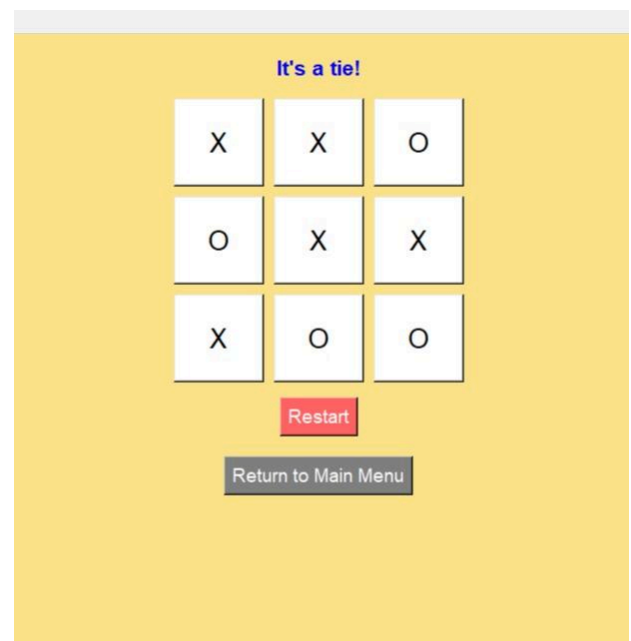 It's a tie!
X X O
O X X
X O O
Restart
Return to Main Menu